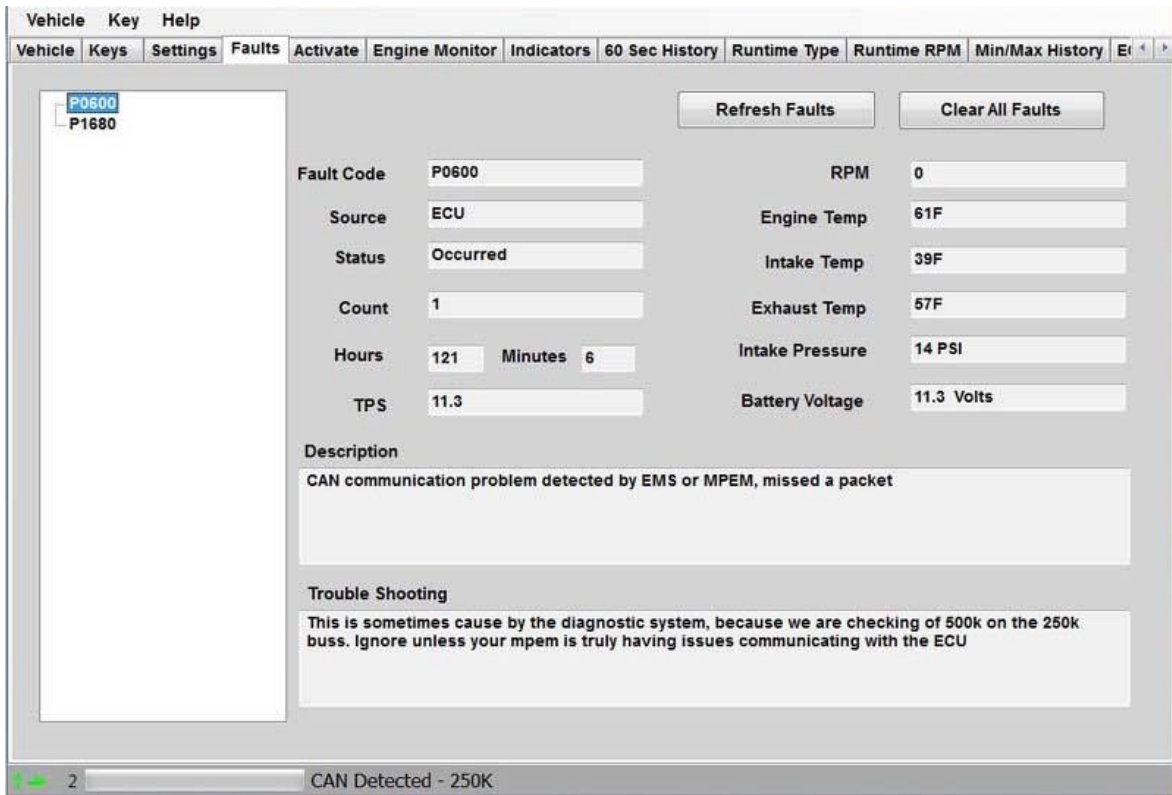 Vehicle Key Help
Vehicle Keys Settings Faults Activate Engine Monitor Indicators 60 Sec History Runtime Type Runtime RPM Min/Max History
P0600
P1680
Refresh Faults Clear All Faults
Fault Code P0600 RPM 0
Source ECU Engine Temp 61F
Status Occurred Intake Temp 39F
Count 1 Exhaust Temp 57F
Hours 121 Minutes 6 Intake Pressure 14 PSI
TPS 11.3 Battery Voltage 11.3 Volts
Description
CAN communication problem detected by EMS or MPEM, missed a packet
Trouble Shooting
This is sometimes cause by the diagnostic system, because we are checking of 500k on the 250k
buss. Ignore unless your mpem is truly having issues communicating with the ECU
2 CAN Detected - 250K